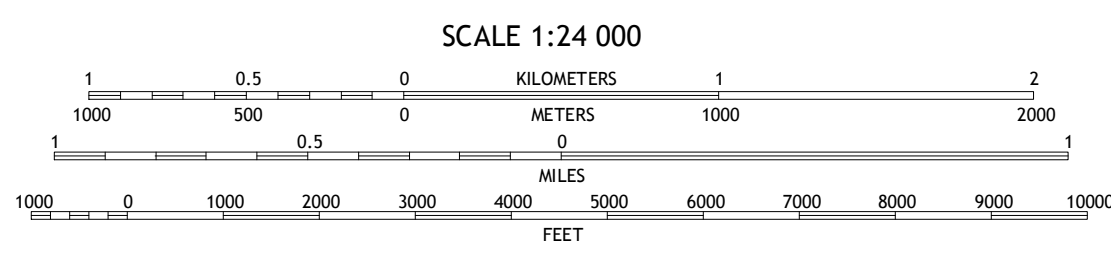 SCALE 1:24 000
1 0.5 0 KILOMETERS 1 2
1000 500 0 METERS 1000 2000
1 0.5 0 1
MILES
1000 0 1000 2000 3000 4000 5000 6000 7000 8000 9000 10000
FEET